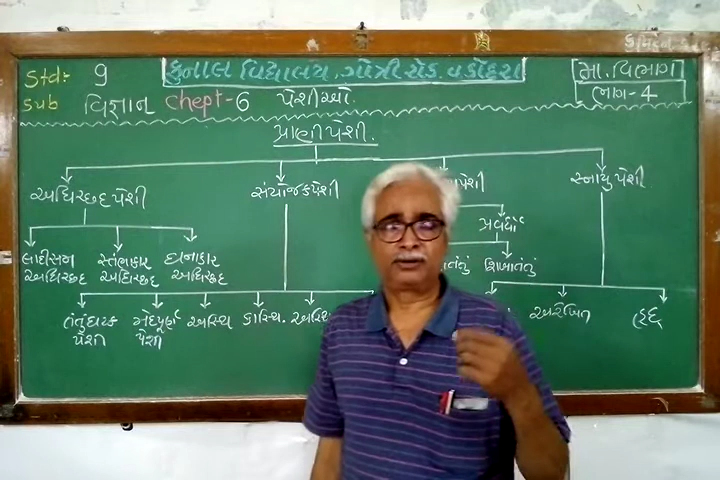 Std: 9
કુનાલ વિદ્યાલય, ગોત્રી રોડ, વડોદરા
મા. વિભાગ
Sub વિજ્ઞાન chept-6 પેશીઓ.
ભાગ-4
પ્રાણીપેશી.
અધિચ્છદ પેશી સંયોજકપેશી સ્નાયુ પેશી
પ્રવર્ધો
લાદીસમ સ્તંભાકાર ઘનાકાર
અધિચ્છદ અધિચ્છદ અધિચ્છદ
શિખાતંતુ
તંતુઘટક મેદપૂર્ણ અસ્થિ કાસ્થિ. અરેખિત હૃદ
પેશી પેશી